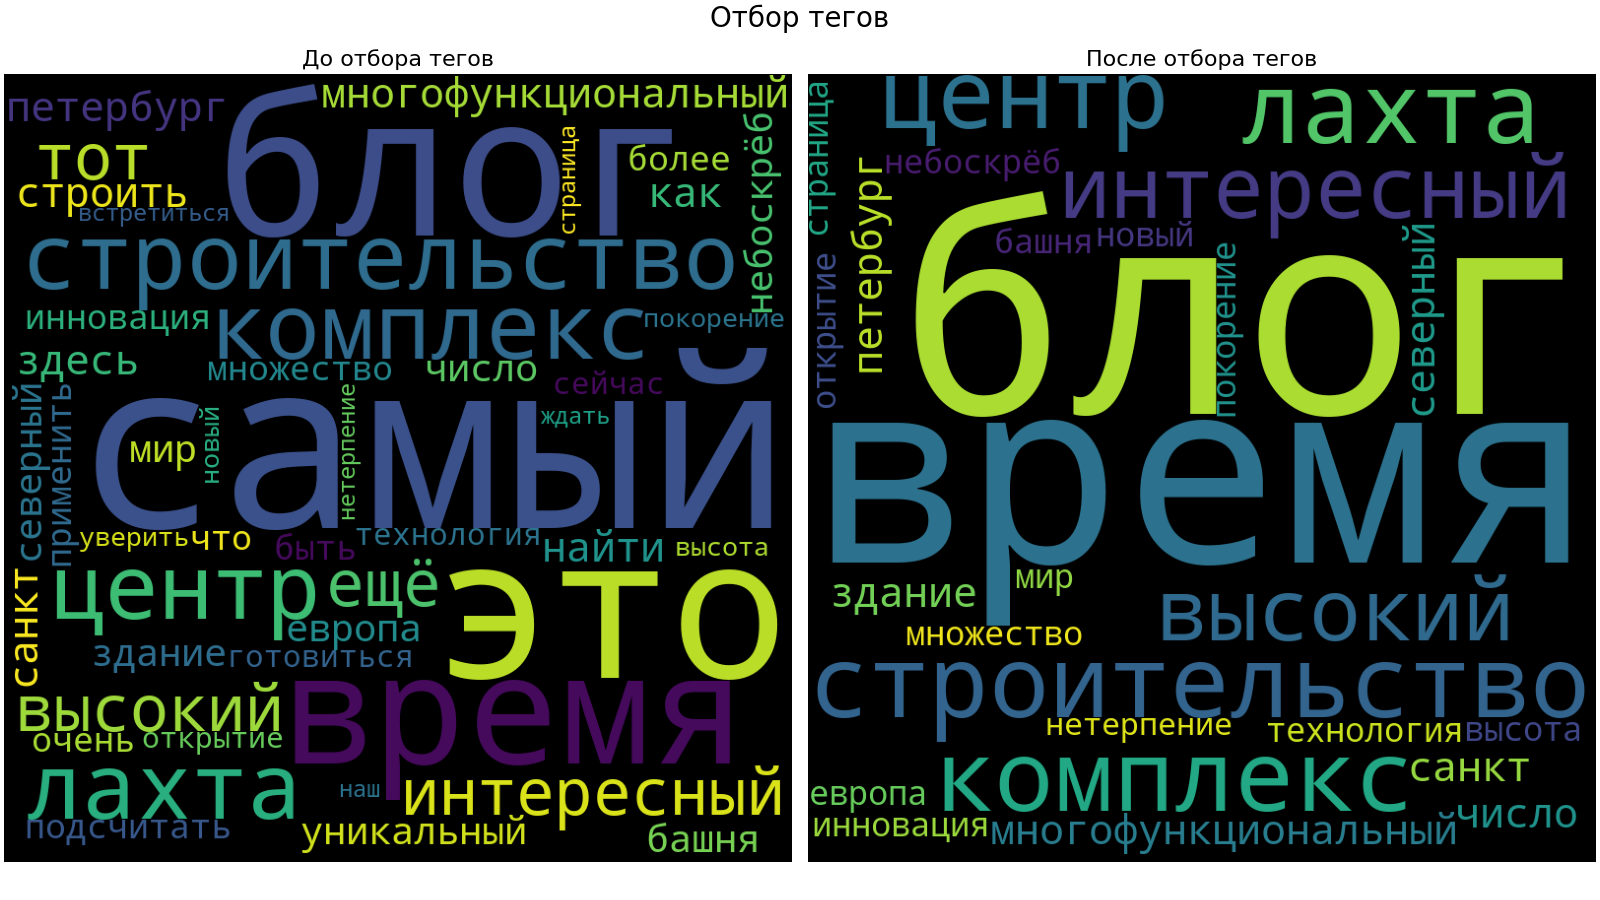 Отбор тегов
До отбора тегов
петербург
многофункциональный
блог
тот
строить
встретиться
страница
более
как
небоскрёб
строительство
инновация
комплекс
покорение
здесь
множество
число
сейчас
самый
ждать
северный
применить
мир
новый
нетерпение
уверить
что
быть
технология
найти
высота
санкт
центр
ещё
это
европа
здание
готовиться
высокий
время
очень
открытие
лахта
наш
интересный
подсчитать
уникальный
башня
После отбора тегов
страница
центр
лахта
небоскрёб
петербург
интересный
башня
новый
блог
открытие
покорение
северный
время
здание
мир
высокий
множество
строительство
нетерпение
технология
высота
комплекс
санкт
европа
инновация
многофункциональный
число